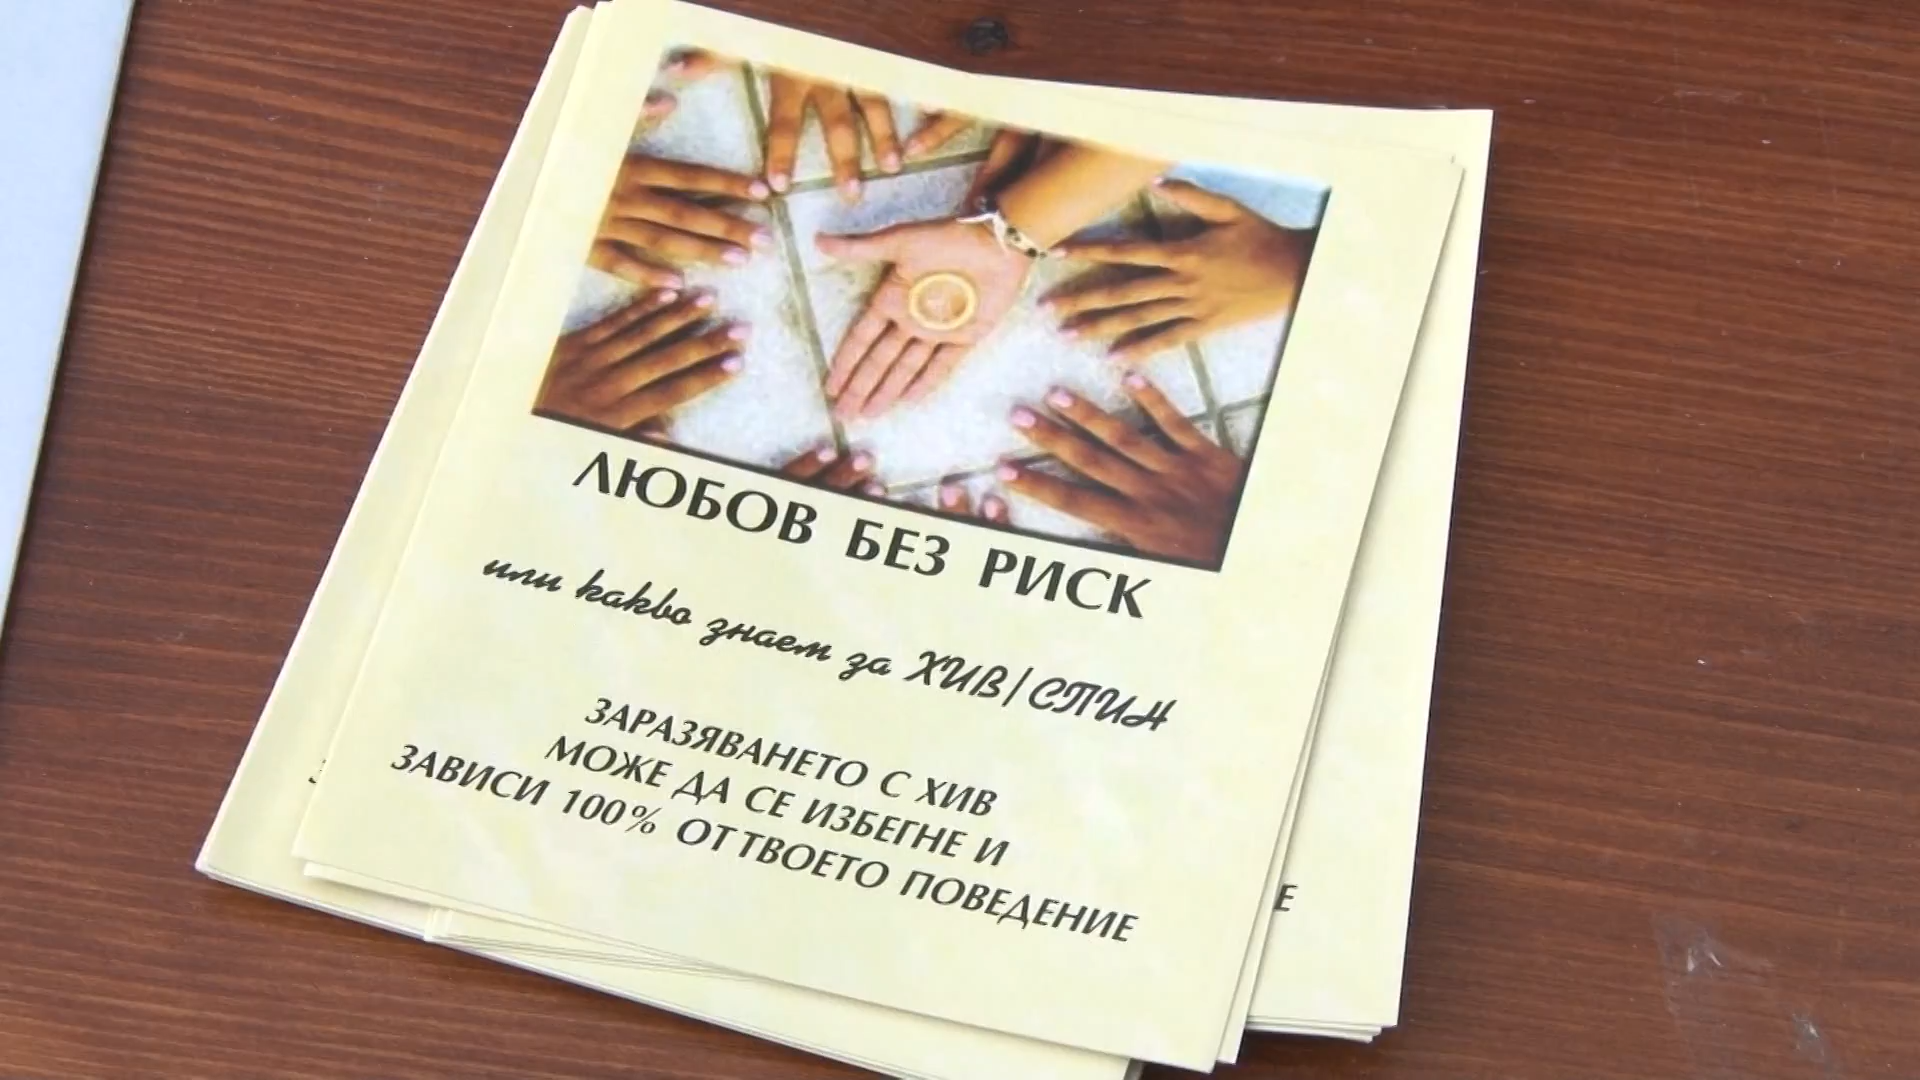 ЛЮБОВ БЕЗ РИСК
или какво знаем за ХИВ/СПИН
ЗАРАЗЯВАНЕТО С ХИВ
МОЖЕ ДА СЕ ИЗБЕГНЕ И
ЗАВИСИ 100% ОТ ТВОЕТО ПОВЕДЕНИЕ
Е